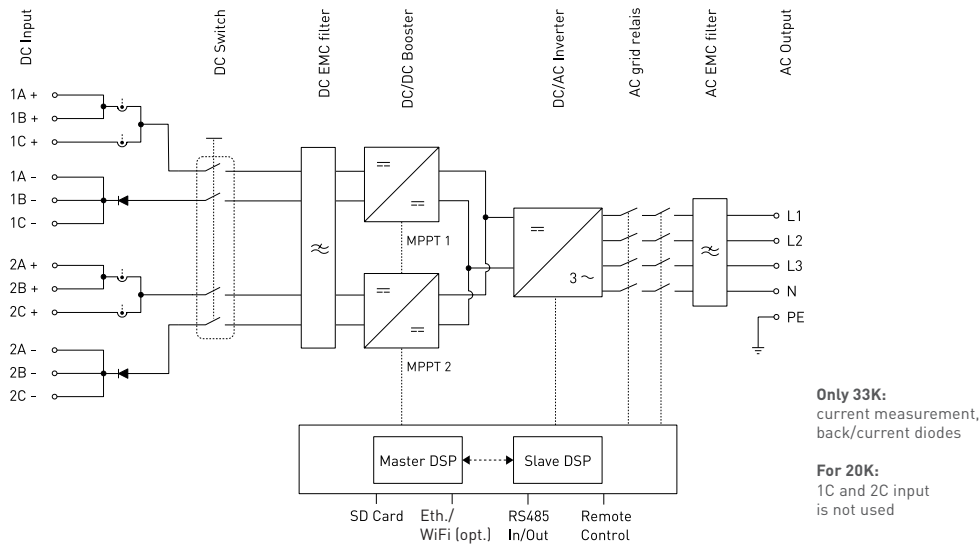 DC Input
DC Switch
DC EMC filter
DC/DC Booster
DC/AC Inverter
AC grid relais
AC EMC filter
AC Output
1A +
1B +
1C +
1A -
1B -
1C -
2A +
2B +
2C +
2A -
2B -
2C -
MPPT 1
MPPT 2
3 ~
L1
L2
L3
N
PE
Master DSP
Slave DSP
SD Card
Eth./
WiFi (opt.)
RS485
In/Out
Remote
Control
Only 33K:
current measurement,
back/current diodes
For 20K:
1C and 2C input
is not used